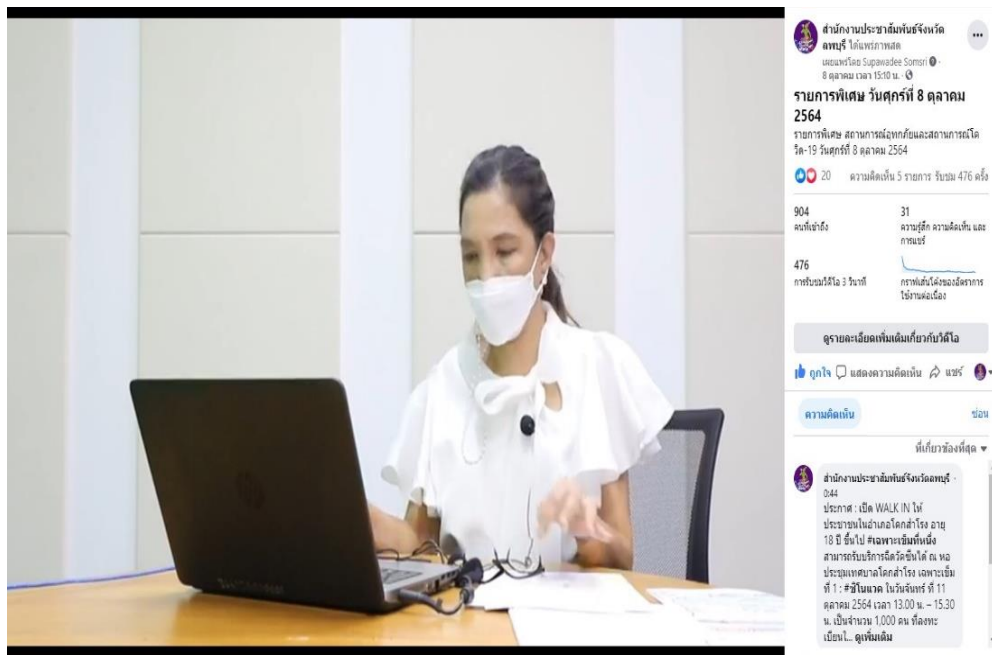 สำนักงานประชาสัมพันธ์จังหวัด
ลพบุรี ได้แพร่ภาพสด
เผยแพร่โดย Supawadee Somsri ·
8 ตุลาคม เวลา 15:10 น. ·
รายการพิเศษ วันศุกร์ที่ 8 ตุลาคม
2564
รายการพิเศษ สถานการณ์อุทกภัยและสถานการณ์โค
วิด-19 วันศุกร์ที่ 8 ตุลาคม 2564
20 ความคิดเห็น 5 รายการ รับชม 476 ครั้ง
904
คนที่เข้าถึง
31
ความรู้สึก ความคิดเห็น และ
การแชร์
476
การรับชมวิดีโอ 3 วินาที
กราฟเส้นโค้งของอัตราการ
ใช้งานต่อเนื่อง
ดูรายละเอียดเพิ่มเติมเกี่ยวกับวิดีโอ
ถูกใจ แสดงความคิดเห็น แชร์
ความคิดเห็น ซ่อน
ที่เกี่ยวข้องที่สุด
สำนักงานประชาสัมพันธ์จังหวัดลพบุรี ·
0:44
ประกาศ : เปิด WALK IN ให้
ประชาชนในอำเภอโคกสำโรง อายุ
18 ปี ขึ้นไป #เฉพาะเข็มที่หนึ่ง
สามารถรับบริการฉีดวัคซีนได้ ณ หอ
ประชุมเทศบาลโคกสำโรง เฉพาะเข็ม
ที่ 1 : #ซิโนแวค ในวันจันทร์ ที่ 11
ตุลาคม 2564 เวลา 13.00 น. – 15.30
น. เป็นจำนวน 1,000 คน ที่ลงทะ
เบียนไ... ดูเพิ่มเติม